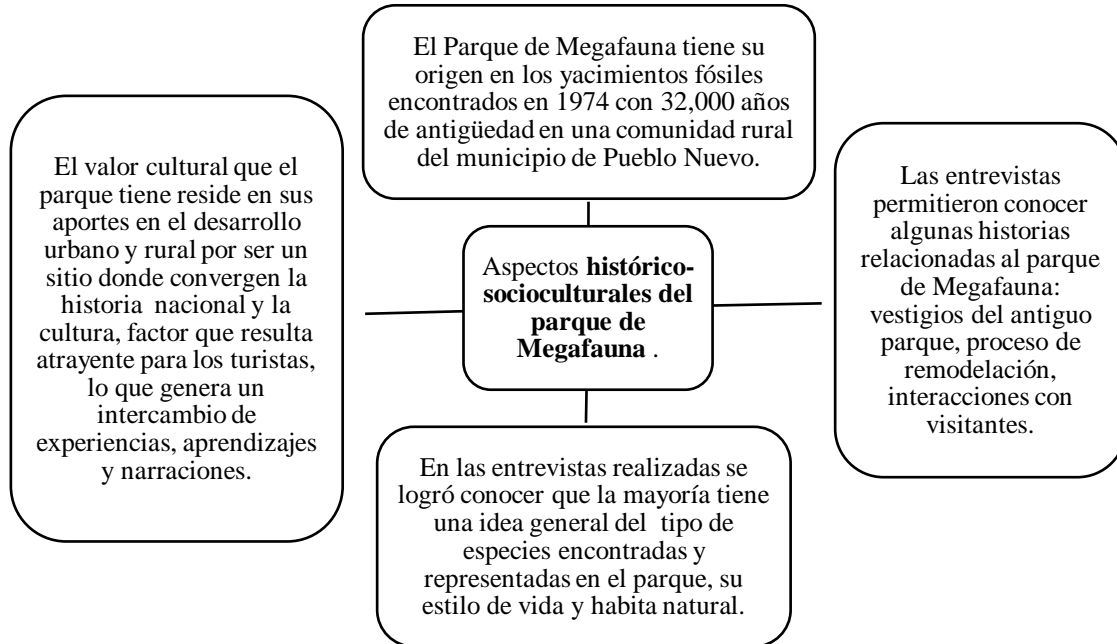 El Parque de Megafauna tiene su
origen en los yacimientos fósiles
encontrados en 1974 con 32,000 años
de antigüedad en una comunidad rural
del municipio de Pueblo Nuevo.
El valor cultural que el
parque tiene reside en sus
aportes en el desarrollo
urbano y rural por ser un
sitio donde convergen la
historia nacional y la
cultura, factor que resulta
atrayente para los turistas,
lo que genera un
intercambio de
experiencias, aprendizajes
y narraciones.
Aspectos histórico-
socioculturales del
parque de
Megafauna .
Las entrevistas
permitieron conocer
algunas historias
relacionadas al parque
de Megafauna:
vestigios del antiguo
parque, proceso de
remodelación,
interacciones con
visitantes.
En las entrevistas realizadas se
logró conocer que la mayoría tiene
una idea general del tipo de
especies encontradas y
representadas en el parque, su
estilo de vida y habita natural.